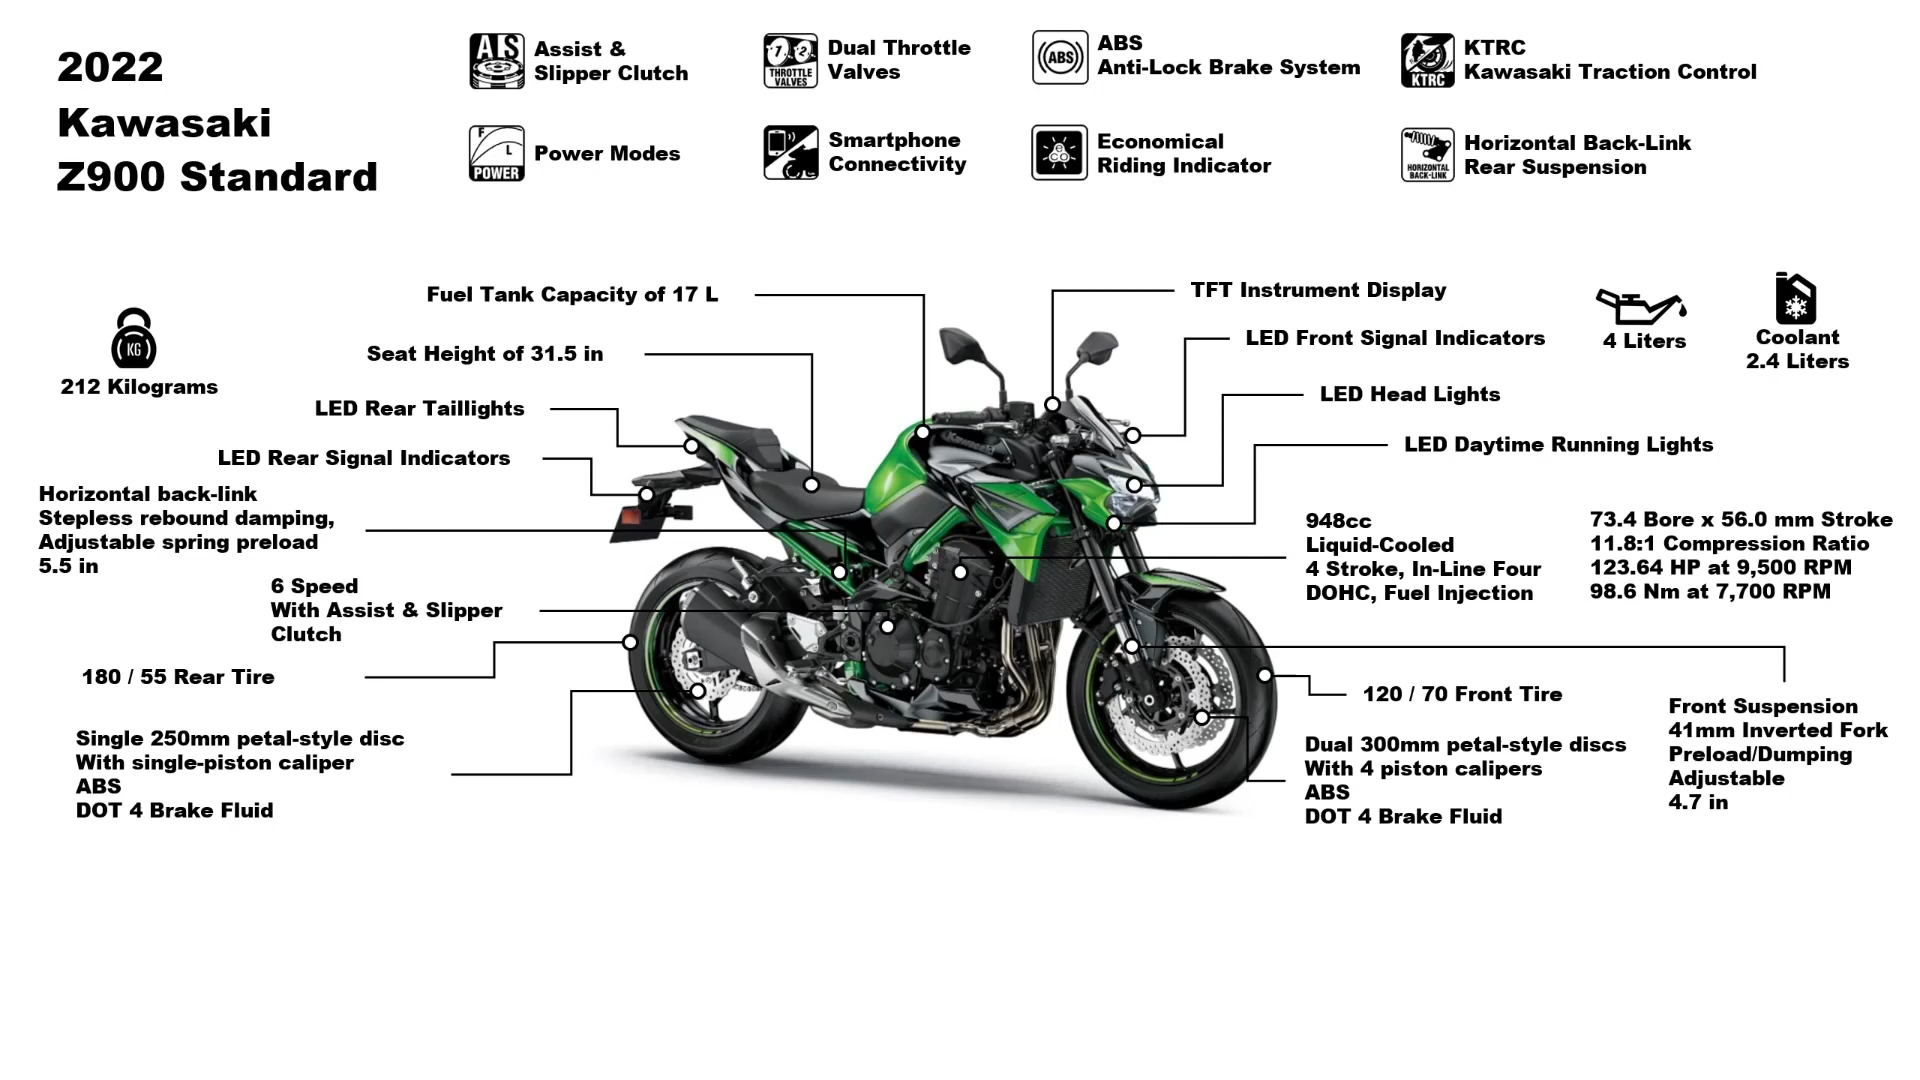 2022
Kawasaki
Z900 Standard
AIS
Assist &
Slipper Clutch
1 2
THROTTLE
VALVES
Dual Throttle
Valves
(ABS)
ABS
Anti-Lock Brake System
KTRC
KTRC
Kawasaki Traction Control
F
L
POWER
Power Modes
Smartphone
Connectivity
ECO
Economical
Riding Indicator
HORIZONTAL
BACK-LINK
Horizontal Back-Link
Rear Suspension
KG
212 Kilograms
Fuel Tank Capacity of 17 L
Seat Height of 31.5 in
LED Rear Taillights
LED Rear Signal Indicators
Horizontal back-link
Stepless rebound damping,
Adjustable spring preload
5.5 in
6 Speed
With Assist & Slipper
Clutch
180 / 55 Rear Tire
Single 250mm petal-style disc
With single-piston caliper
ABS
DOT 4 Brake Fluid
TFT Instrument Display
LED Front Signal Indicators
LED Head Lights
LED Daytime Running Lights
4 Liters
Coolant
2.4 Liters
948cc
Liquid-Cooled
4 Stroke, In-Line Four
DOHC, Fuel Injection
73.4 Bore x 56.0 mm Stroke
11.8:1 Compression Ratio
123.64 HP at 9,500 RPM
98.6 Nm at 7,700 RPM
120 / 70 Front Tire
Dual 300mm petal-style discs
With 4 piston calipers
ABS
DOT 4 Brake Fluid
Front Suspension
41mm Inverted Fork
Preload/Dumping
Adjustable
4.7 in
Kawasaki